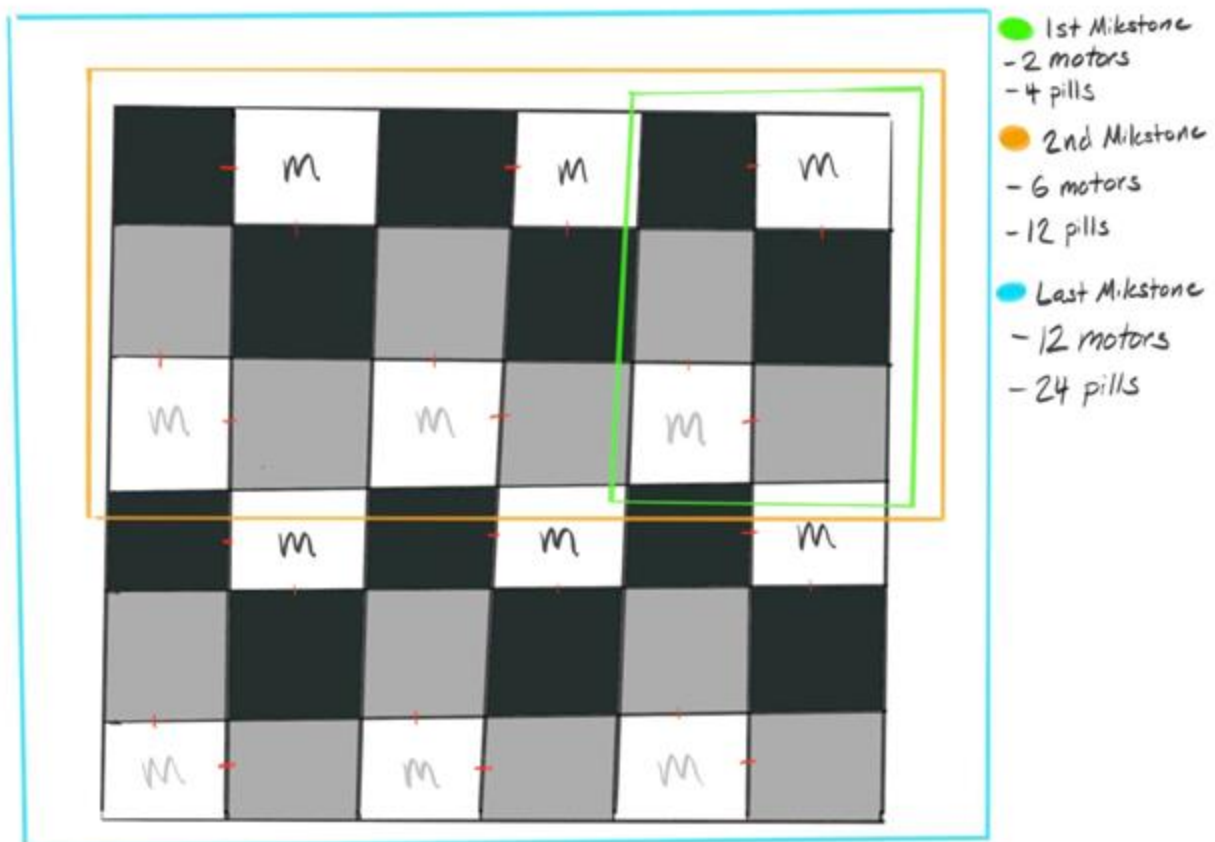 m m m
m m m
m m m
m m m
1st Milestone
- 2 motors
- 4 pills
2nd Milestone
- 6 motors
- 12 pills
Last Milestone
- 12 motors
- 24 pills